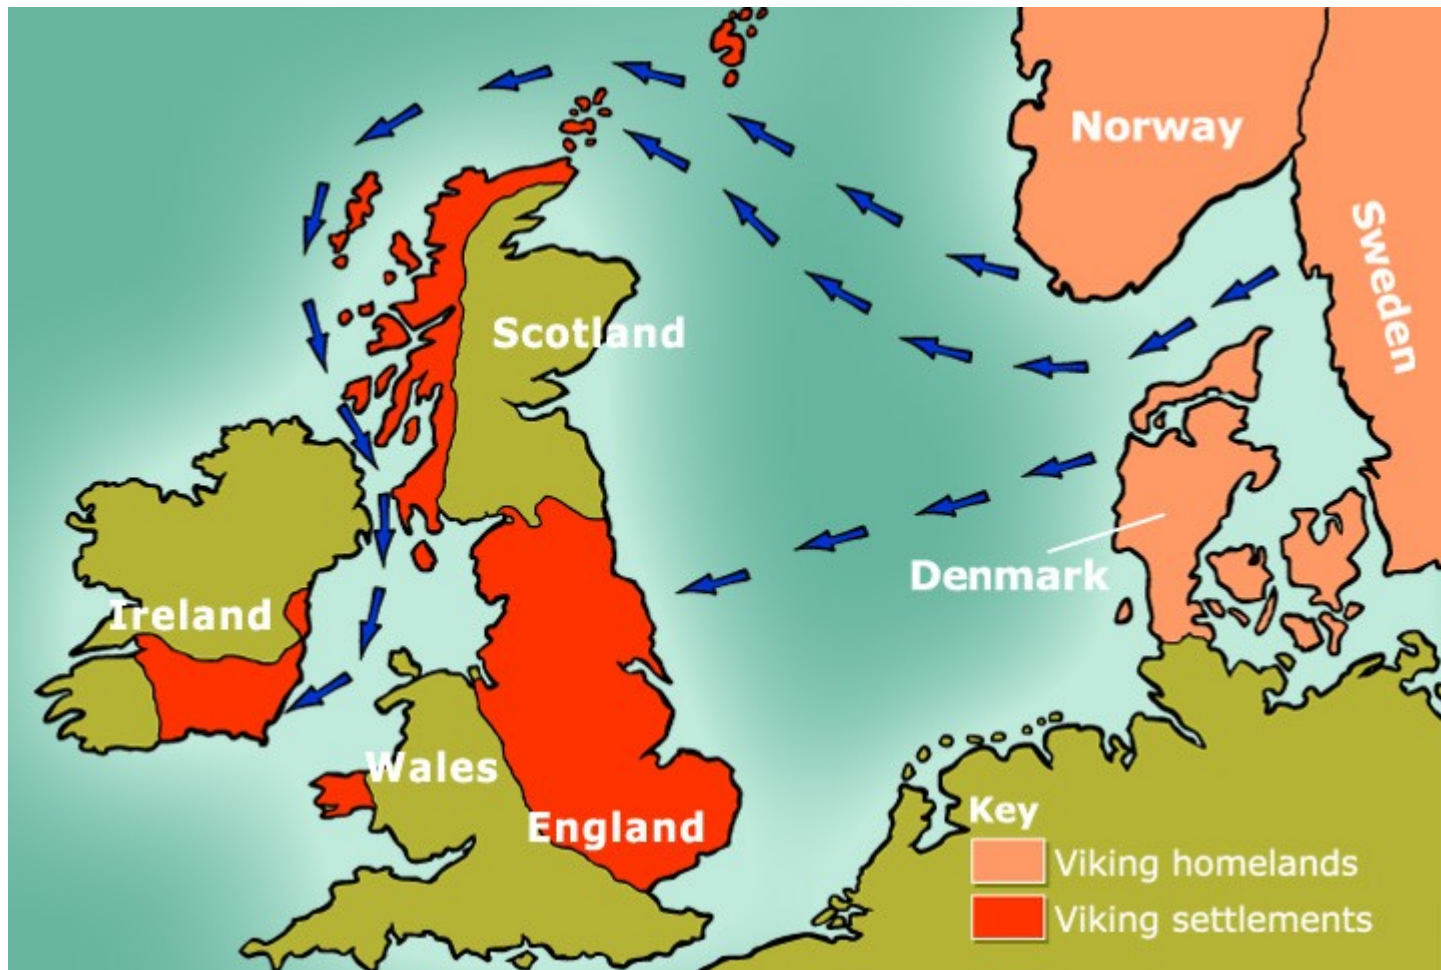 Norway
Sweden
Scotland
Denmark
Ireland
Wales
England
Key
Viking homelands
Viking settlements